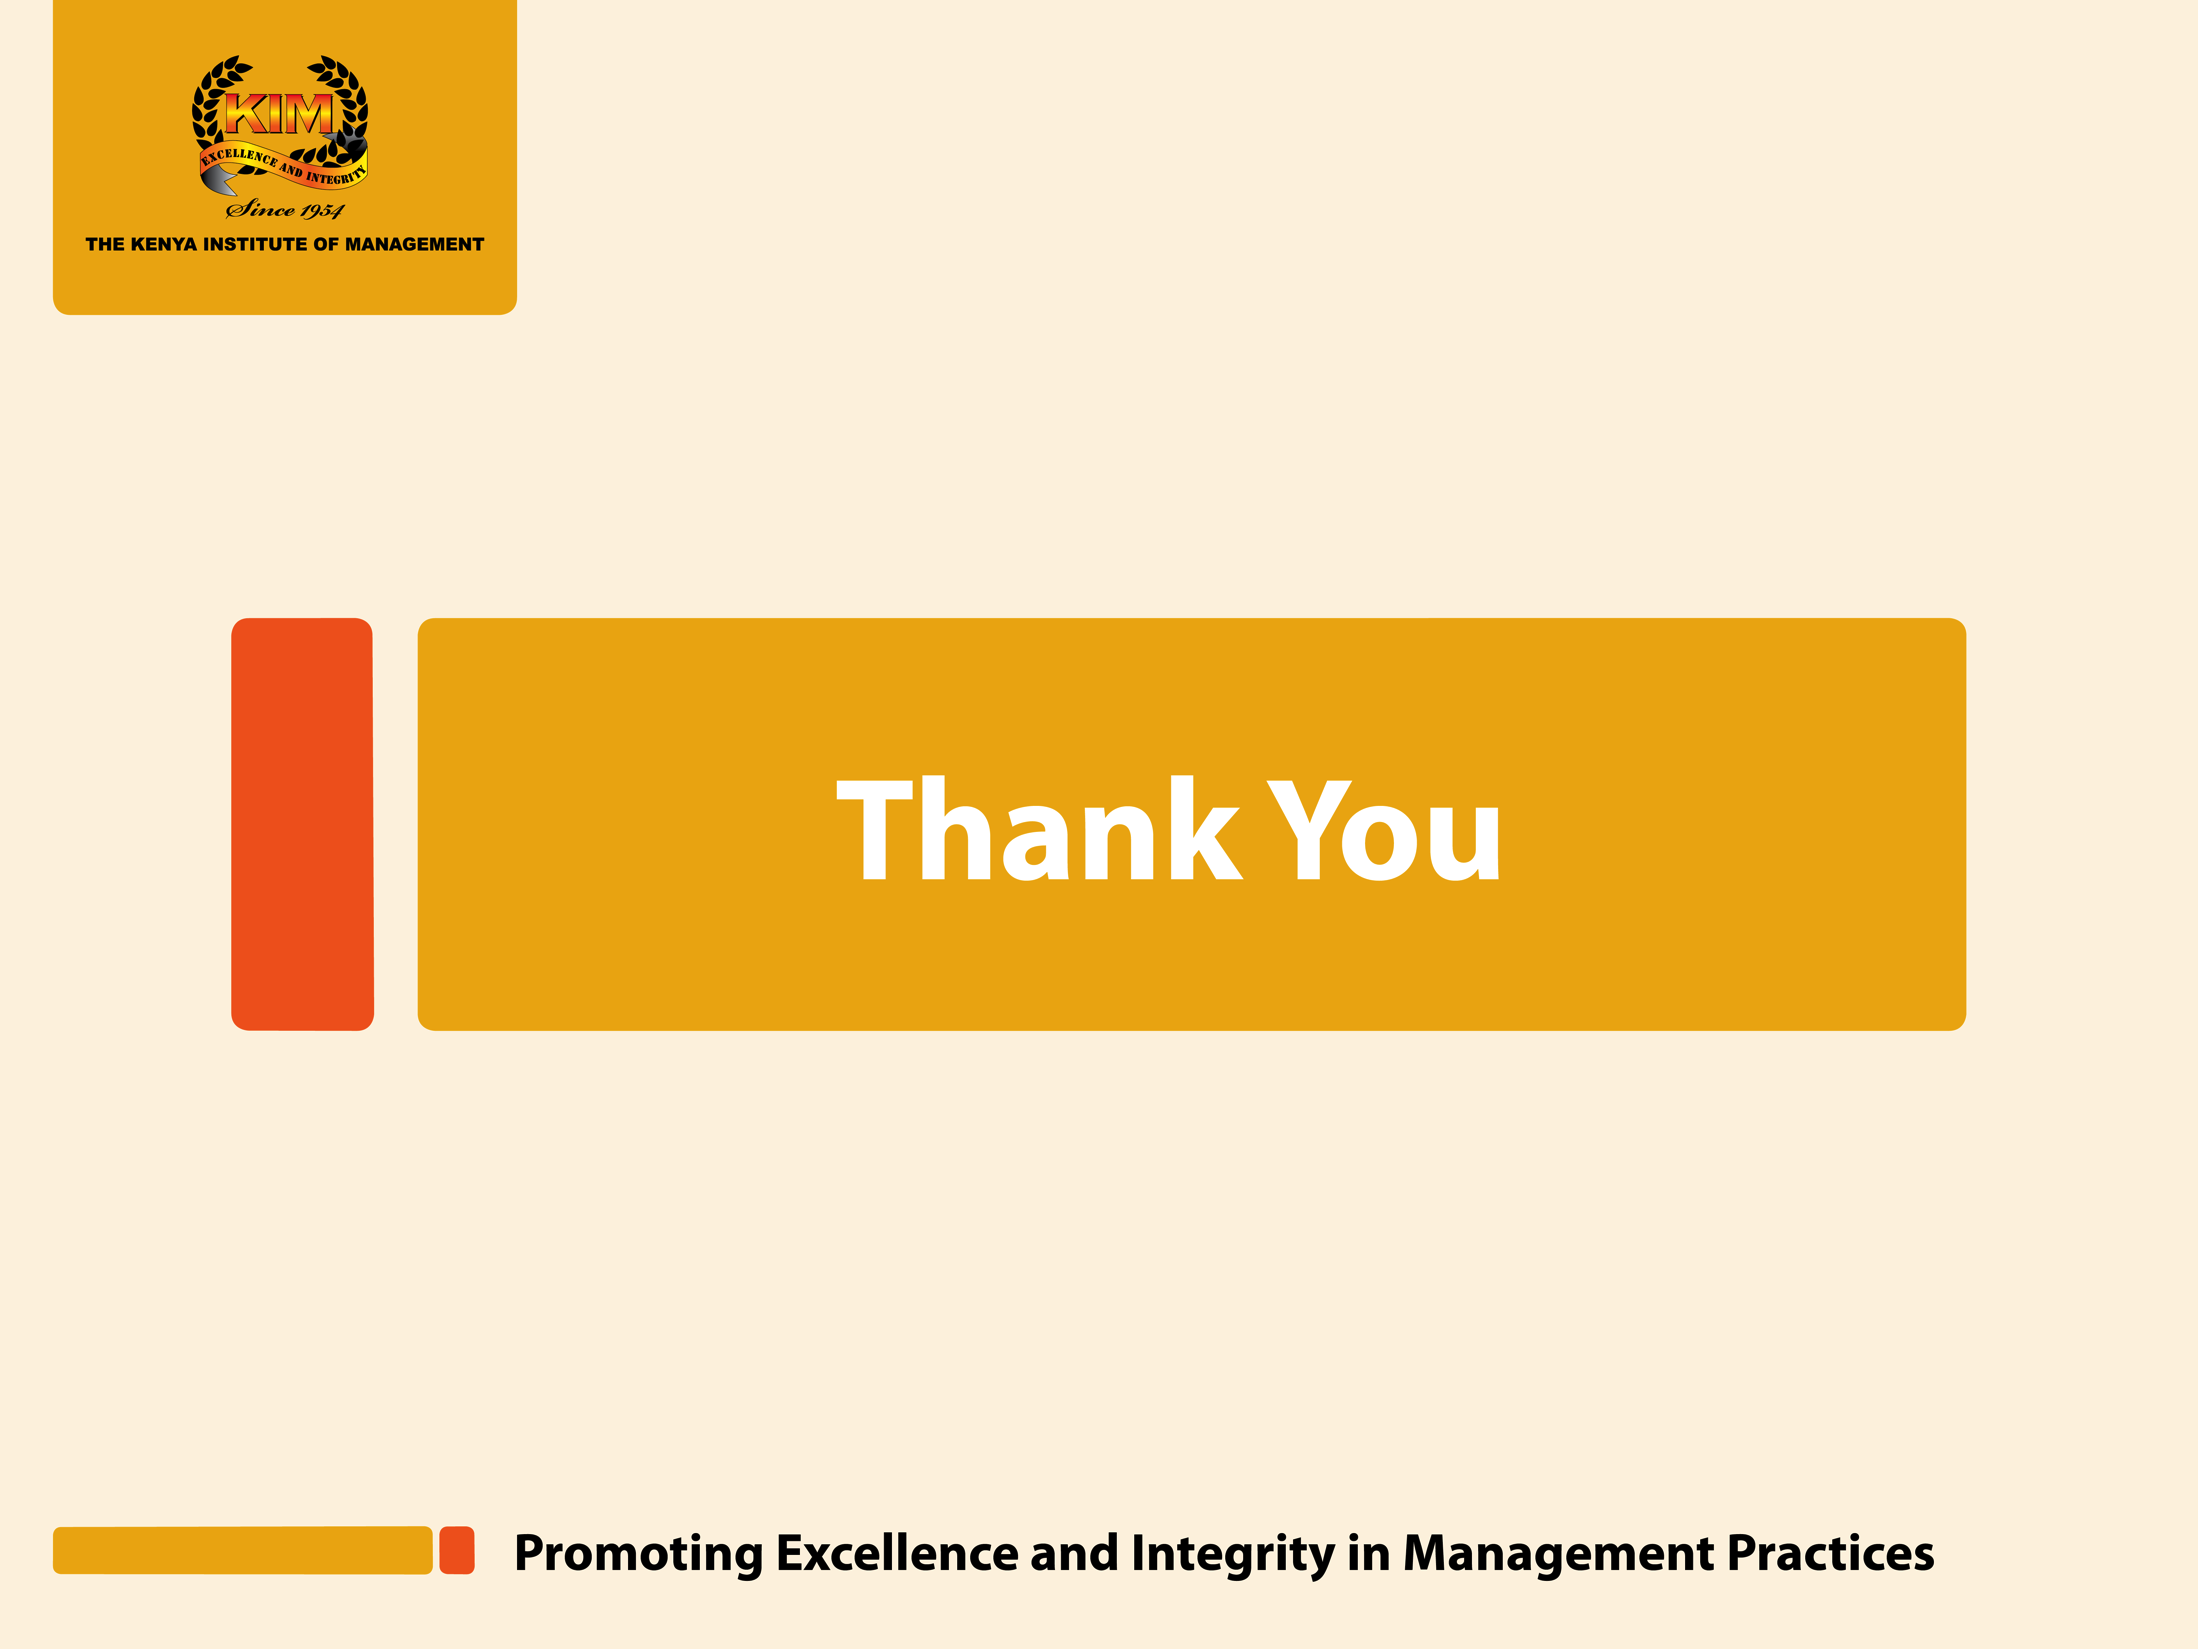 KIM
EXCELLENCE AND INTEGRITY
Since 1954
THE KENYA INSTITUTE OF MANAGEMENT
Thank You
Promoting Excellence and Integrity in Management Practices